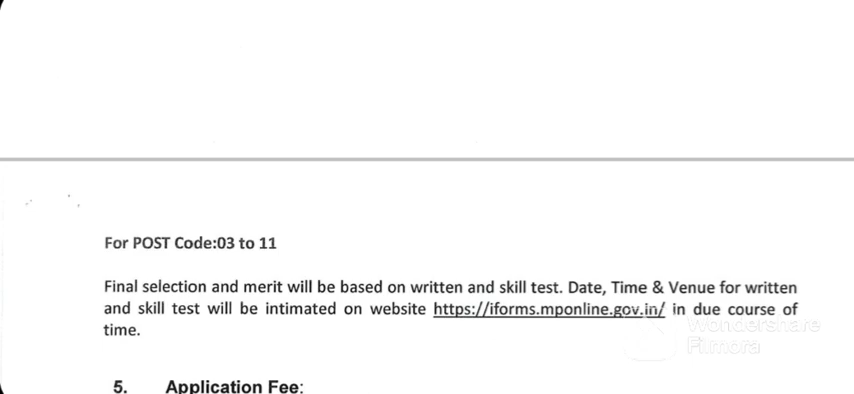 For POST Code:03 to 11
Final selection and merit will be based on written and skill test. Date, Time & Venue for written
and skill test will be intimated on website https://iforms.mponline.gov.in/ in due course of
time.
Wondershare
Filmora
5. Application Fee: